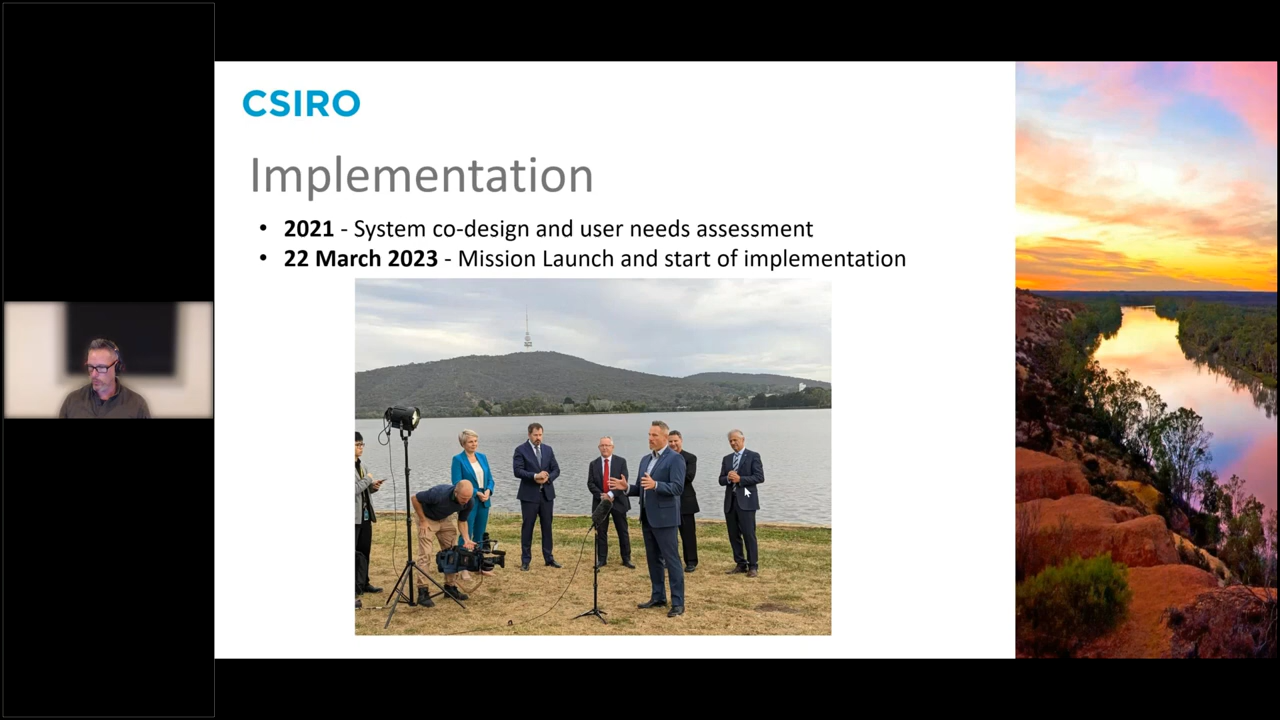 CSIRO
Implementation
• 2021 - System co-design and user needs assessment
• 22 March 2023 - Mission Launch and start of implementation